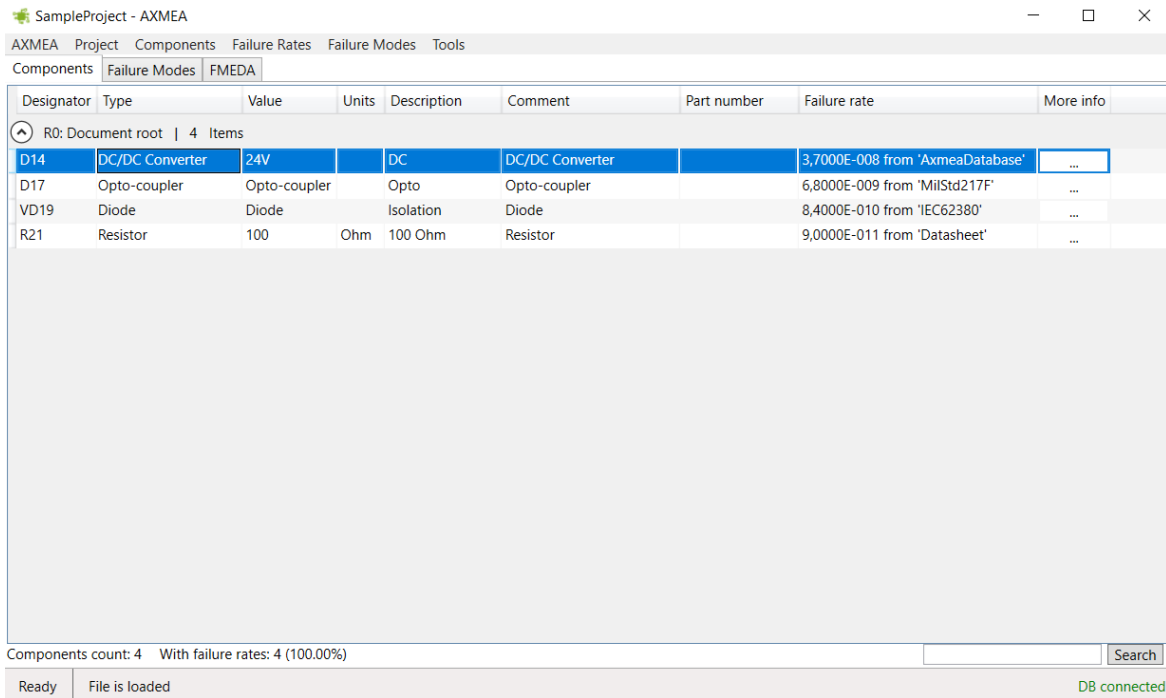 SampleProject - AXMEA
AXMEA Project Components Failure Rates Failure Modes Tools
Components Failure Modes FMEDA
Designator Type Value Units Description Comment Part number Failure rate More info
R0: Document root | 4 Items
D14 DC/DC Converter 24V DC DC/DC Converter 3,7000E-008 from 'AxmeaDatabase' ...
D17 Opto-coupler Opto-coupler Opto Opto-coupler 6,8000E-009 from 'MilStd217F' ...
VD19 Diode Diode Isolation Diode 8,4000E-010 from 'IEC62380' ...
R21 Resistor 100 Ohm 100 Ohm Resistor 9,0000E-011 from 'Datasheet' ...
Components count: 4 With failure rates: 4 (100.00%) Search
Ready File is loaded DB connected